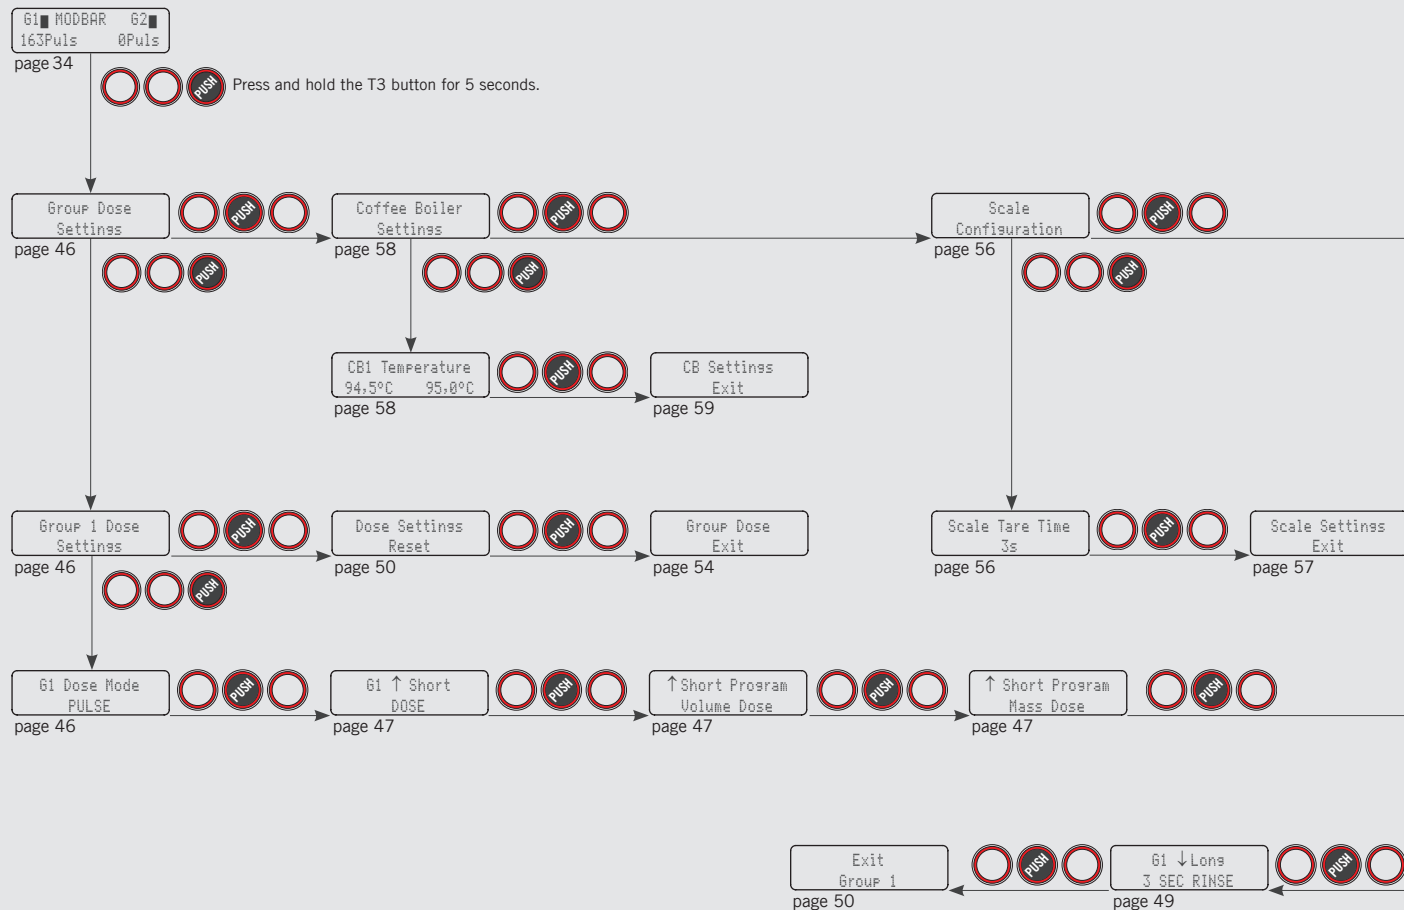 G1 MODBAR G2
163Puls 0Puls
page 34
PUSH
Press and hold the T3 button for 5 seconds.
Group Dose
Settings
page 46
PUSH
Coffee Boiler
Settings
page 58
PUSH
Scale
Configuration
page 56
PUSH
PUSH
PUSH
PUSH
CB1 Temperature
94,5°C 95,0°C
page 58
PUSH
CB Settings
Exit
page 59
Group 1 Dose
Settings
page 46
PUSH
Dose Settings
Reset
page 50
PUSH
Group Dose
Exit
page 54
Scale Tare Time
3s
page 56
PUSH
Scale Settings
Exit
page 57
PUSH
G1 Dose Mode
PULSE
page 46
PUSH
G1 ↑ Short
DOSE
page 47
PUSH
↑ Short Program
Volume Dose
page 47
PUSH
↑ Short Program
Mass Dose
page 47
PUSH
Exit
Group 1
page 50
PUSH
G1 ↓ Long
3 SEC RINSE
page 49
PUSH